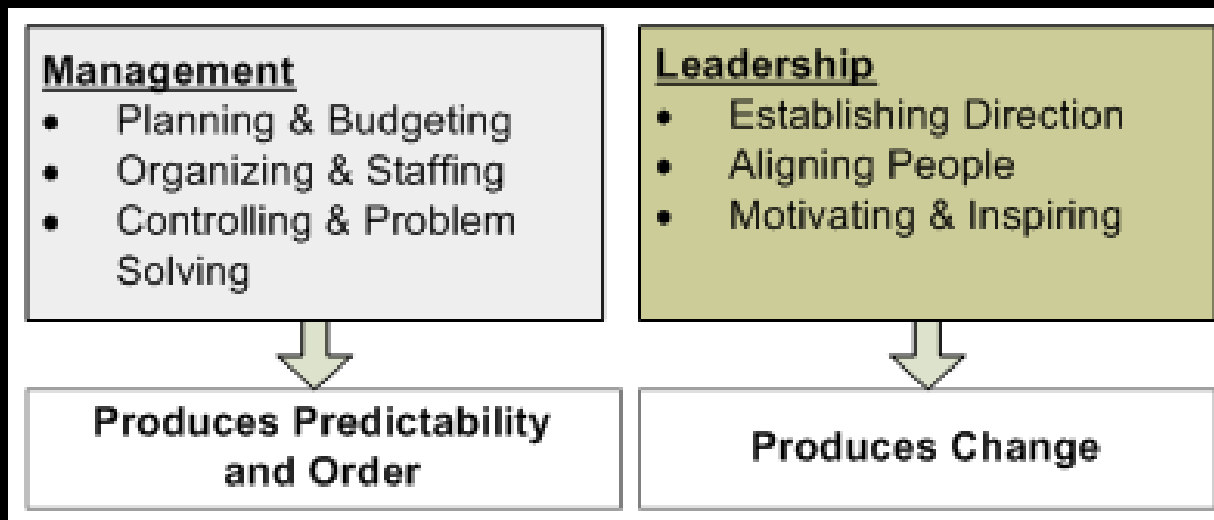 Management
• Planning & Budgeting
• Organizing & Staffing
• Controlling & Problem
Solving
Produces Predictability
and Order
Leadership
• Establishing Direction
• Aligning People
• Motivating & Inspiring
Produces Change